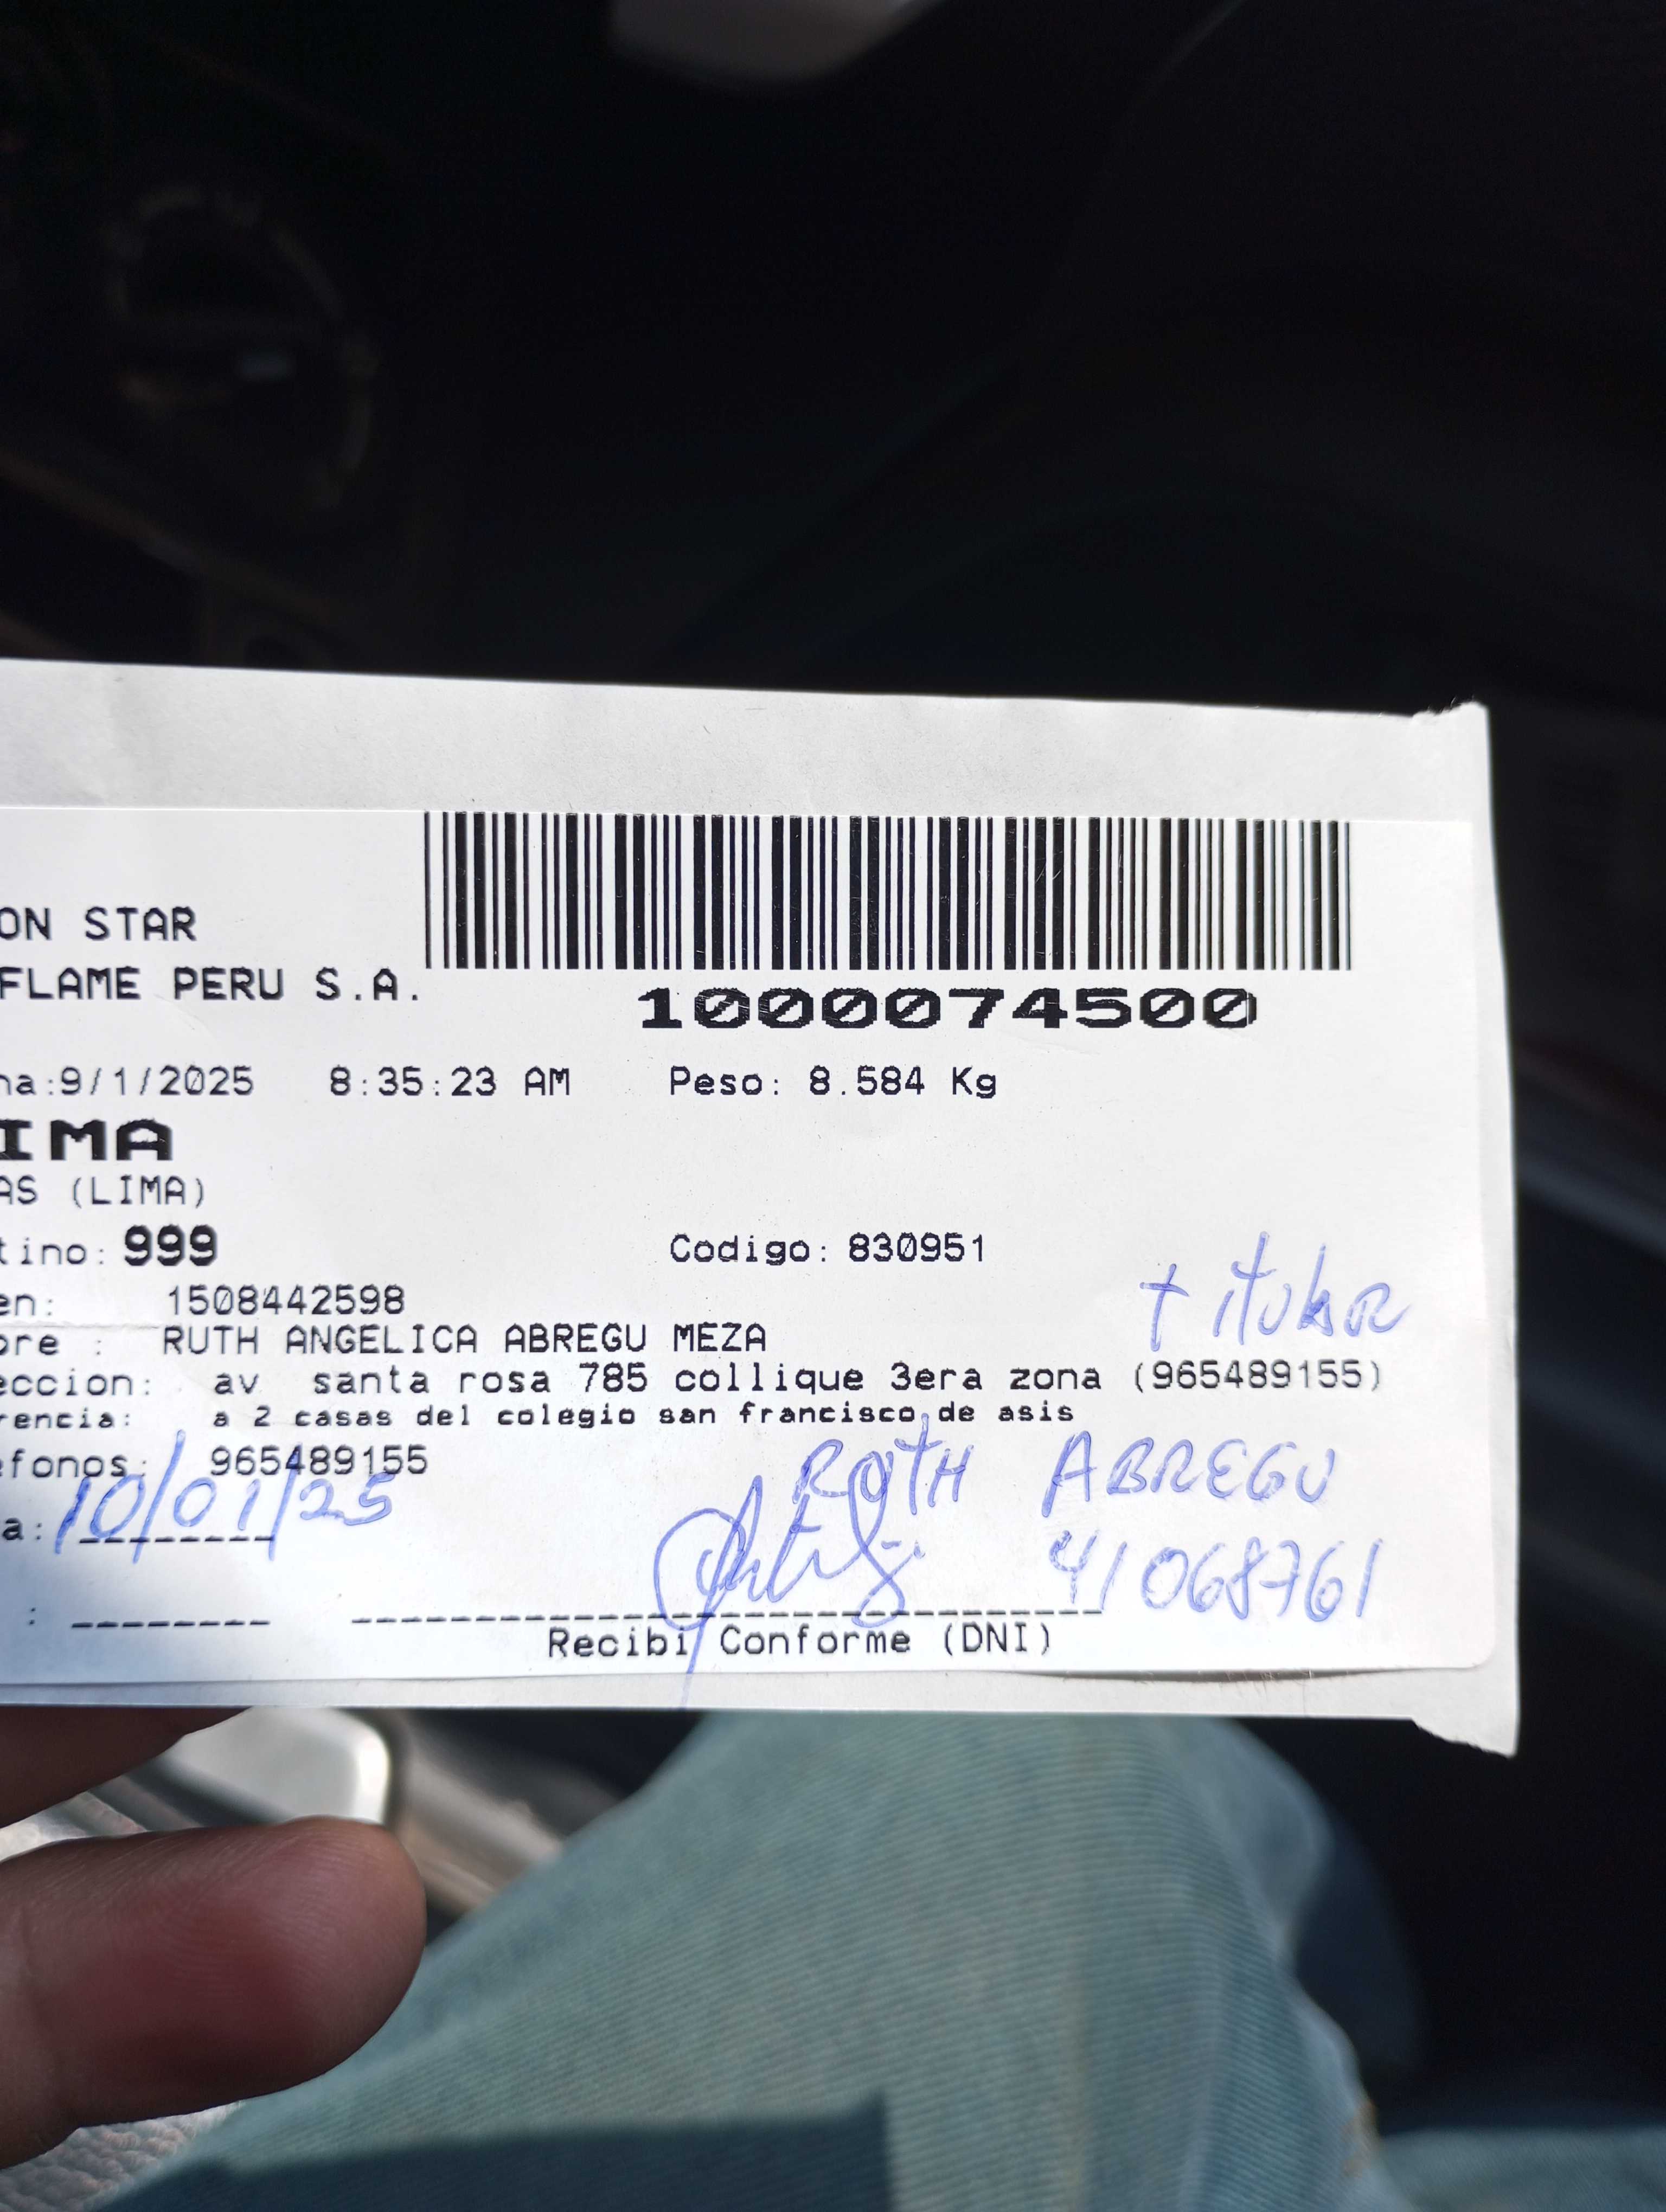 ON STAR
FLAME PERU S.A.
1000074500
ha:9/1/2025 8:35:23 AM Peso: 8.584 Kg
IMA
AS (LIMA)
tino: 999 Codigo: 830951
titular
en: 1508442598
bre : RUTH ANGELICA ABREGU MEZA
eccion: av santa rosa 785 collique 3era zona (965489155)
rencia: a 2 casas del colegio san francisco de asis
efonos: 965489155
RUTH ABREGU
a: 10/01/25
41068761
: --------
Recibi Conforme (DNI)